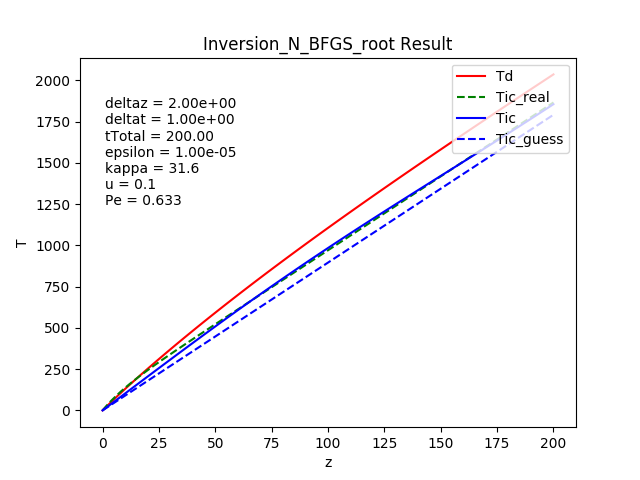 Inversion_N_BFGS_root Result
Td
Tic_real
Tic
Tic_guess
deltaz = 2.00e+00
deltat = 1.00e+00
tTotal = 200.00
epsilon = 1.00e-05
kappa = 31.6
u = 0.1
Pe = 0.633
2000
1750
1500
1250
1000
750
500
250
0
T
0 25 50 75 100 125 150 175 200
z